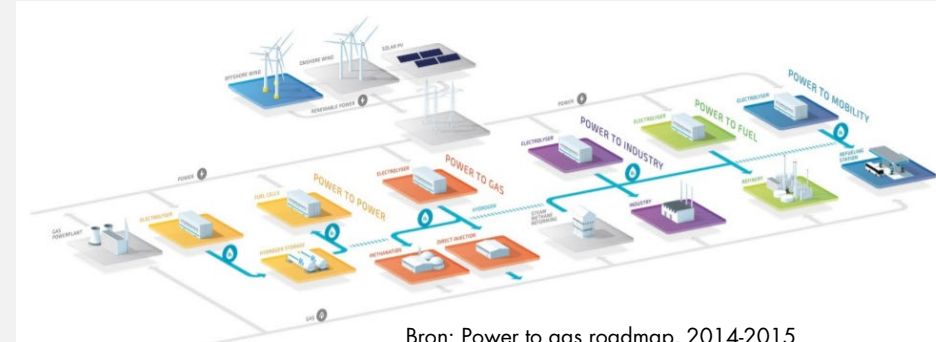 SOLAR PV
ONSHORE WIND
OFFSHORE WIND
RENEWABLE POWER
POWER
POWER TO MOBILITY
ELECTROLYSER
POWER TO FUEL
ELECTROLYSER
POWER TO INDUSTRY
ELECTROLYSER
REFUELING
STATION
REFINERY
INDUSTRY
STEAM
METHANE
REFORMING
POWER TO GAS
ELECTROLYSER
HYDROGEN
DIRECT INJECTION
METHANATION
POWER
POWER TO POWER
FUEL CELLS
ELECTROLYSER
HYDROGEN STORAGE
GAS
POWERPLANT
GAS
Bron: Power to gas roadmap, 2014-2015